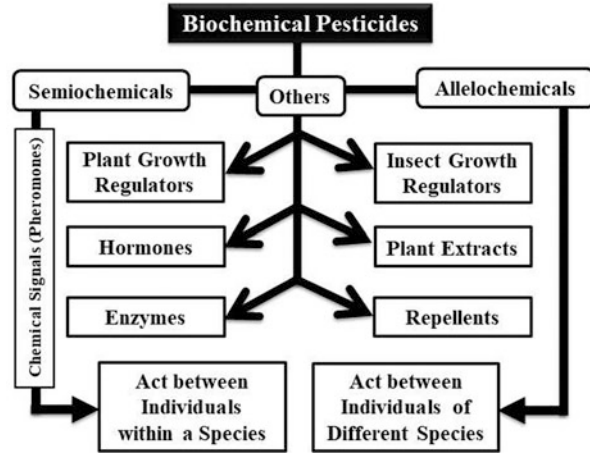 Biochemical Pesticides
Semiochemicals
Others
Allelochemicals
Chemical Signals (Pheromones)
Plant Growth
Regulators
Insect Growth
Regulators
Hormones
Plant Extracts
Enzymes
Repellents
Act between
Individuals
within a Species
Act between
Individuals of
Different Species